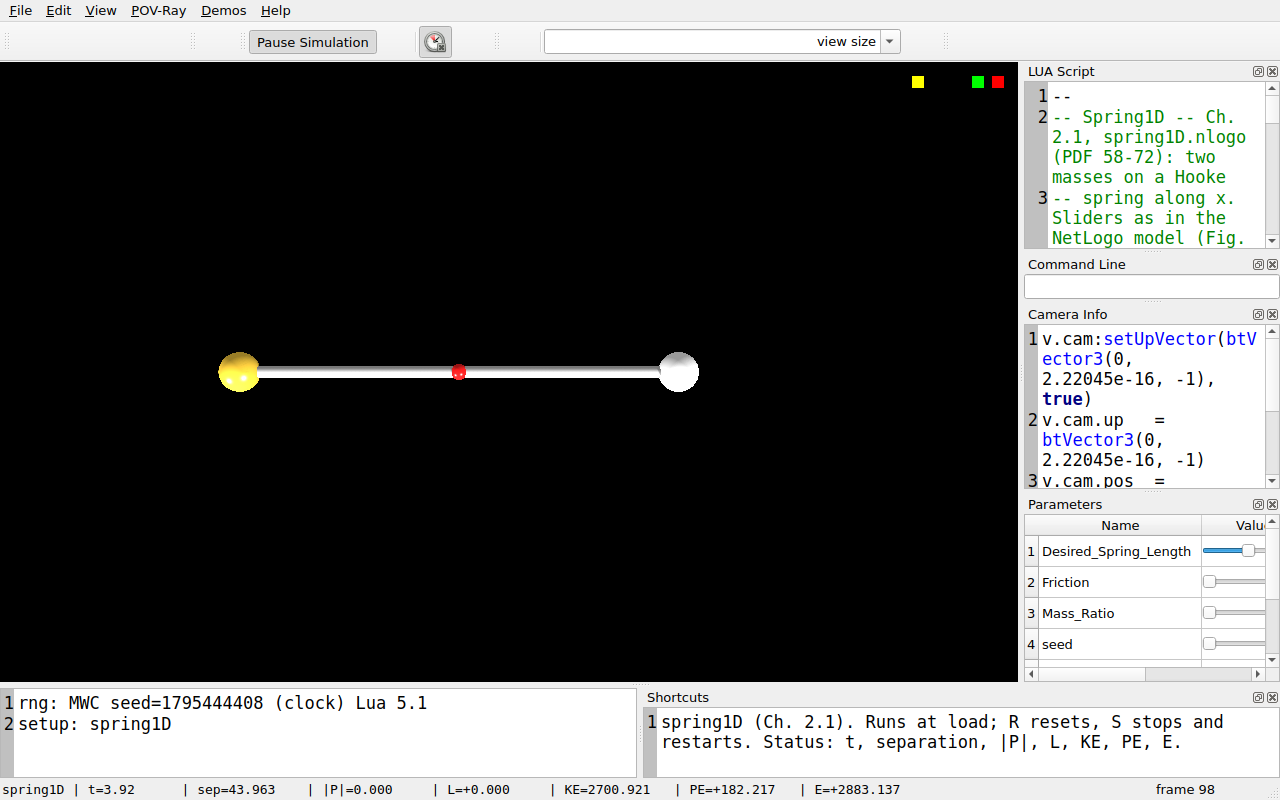 File Edit View POV-Ray Demos Help
Pause Simulation
view size
LUA Script
1 --
2 -- Spring1D -- Ch.
2.1, spring1D.nlogo
(PDF 58-72): two
masses on a Hooke
3 -- spring along x.
Sliders as in the
NetLogo model (Fig.
Command Line
Camera Info
1 v.cam:setUpVector(btV
ector3(0,
2.22045e-16, -1),
true)
2 v.cam.up   =
btVector3(0,
2.22045e-16, -1)
3 v.cam.pos  =
Parameters
Name Valu
1 Desired_Spring_Length
2 Friction
3 Mass_Ratio
4 seed
1 rng: MWC seed=1795444408 (clock) Lua 5.1
2 setup: spring1D
Shortcuts
1 spring1D (Ch. 2.1). Runs at load; R resets, S stops and
restarts. Status: t, separation, |P|, L, KE, PE, E.
spring1D | t=3.92 | sep=43.963 | |P|=0.000 | L=+0.000 | KE=2700.921 | PE=+182.217 | E=+2883.137 frame 98